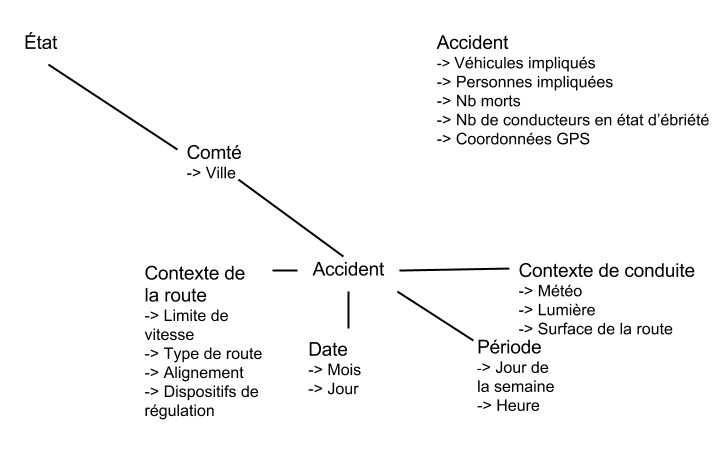 État
Accident
-> Véhicules impliqués
-> Personnes impliquées
-> Nb morts
-> Nb de conducteurs en état d'ébriété
-> Coordonnées GPS
Comté
-> Ville
Accident
Contexte de
la route
-> Limite de
vitesse
-> Type de route
-> Alignement
-> Dispositifs de
régulation
Date
-> Mois
-> Jour
Contexte de conduite
-> Météo
-> Lumière
-> Surface de la route
Période
-> Jour de
la semaine
-> Heure